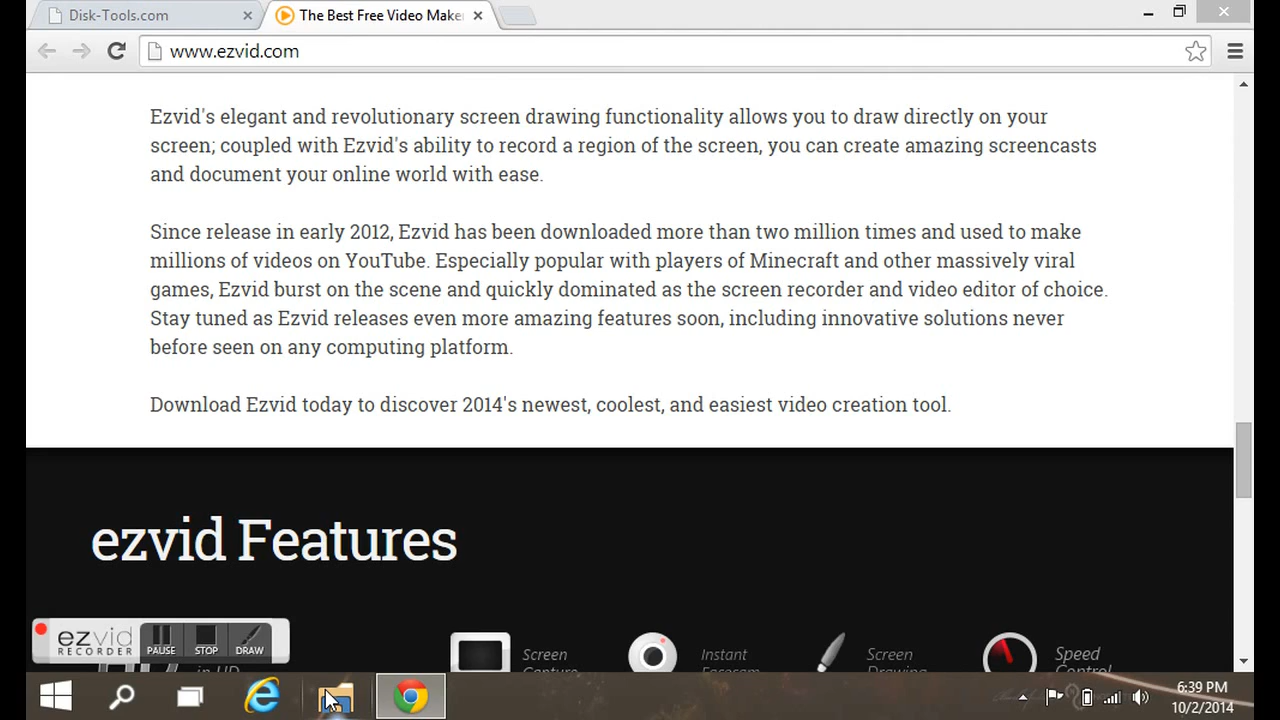 Disk-Tools.com
The Best Free Video Make
www.ezvid.com
Ezvid's elegant and revolutionary screen drawing functionality allows you to draw directly on your
screen; coupled with Ezvid's ability to record a region of the screen, you can create amazing screencasts
and document your online world with ease.
Since release in early 2012, Ezvid has been downloaded more than two million times and used to make
millions of videos on YouTube. Especially popular with players of Minecraft and other massively viral
games, Ezvid burst on the scene and quickly dominated as the screen recorder and video editor of choice.
Stay tuned as Ezvid releases even more amazing features soon, including innovative solutions never
before seen on any computing platform.
Download Ezvid today to discover 2014's newest, coolest, and easiest video creation tool.
ezvid Features
ezvid
RECORDER
PAUSE
STOP
DRAW
in HD
Screen
Capture
Instant
Facecam
Screen
Drawing
Speed
Control
6:39 PM
10/2/2014